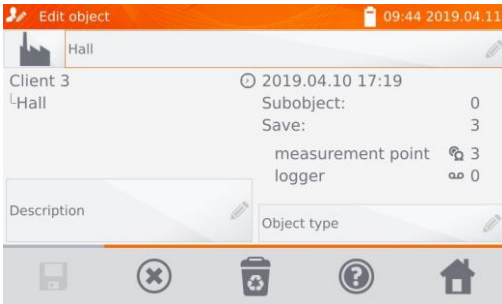 Edit object
09:44 2019.04.11
Hall
Client 3
Hall
2019.04.10 17:19
Subobject: 0
Save: 3
measurement point 3
logger 0
Description
Object type